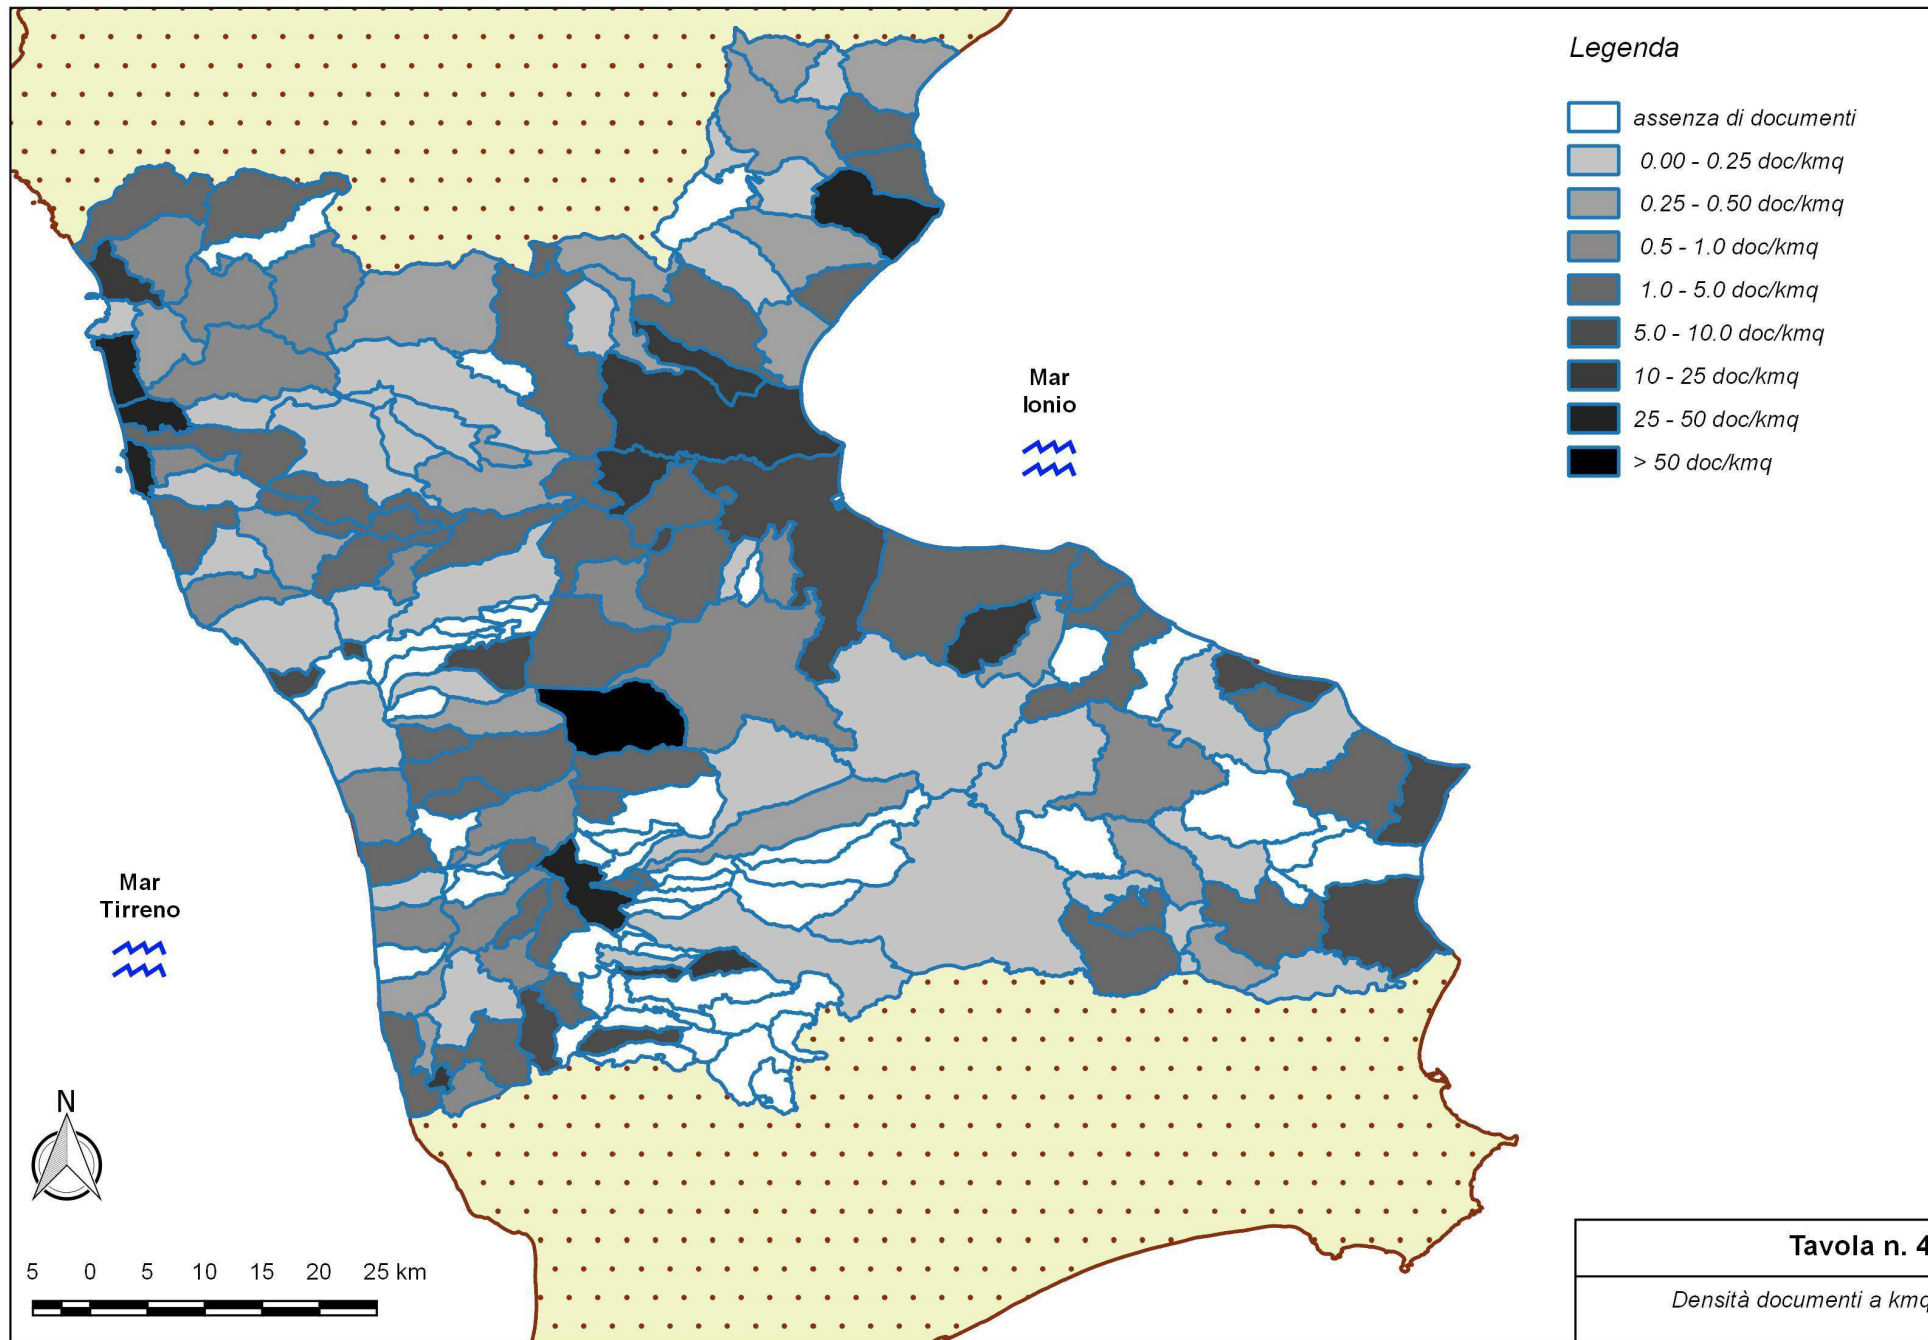 Legenda
assenza di documenti
0.00 - 0.25 doc/kmq
0.25 - 0.50 doc/kmq
0.5 - 1.0 doc/kmq
1.0 - 5.0 doc/kmq
5.0 - 10.0 doc/kmq
10 - 25 doc/kmq
25 - 50 doc/kmq
> 50 doc/kmq
Mar
Ionio
Mar
Tirreno
N
5 0 5 10 15 20 25 km
Tavola n. 4
Densità documenti a kmq